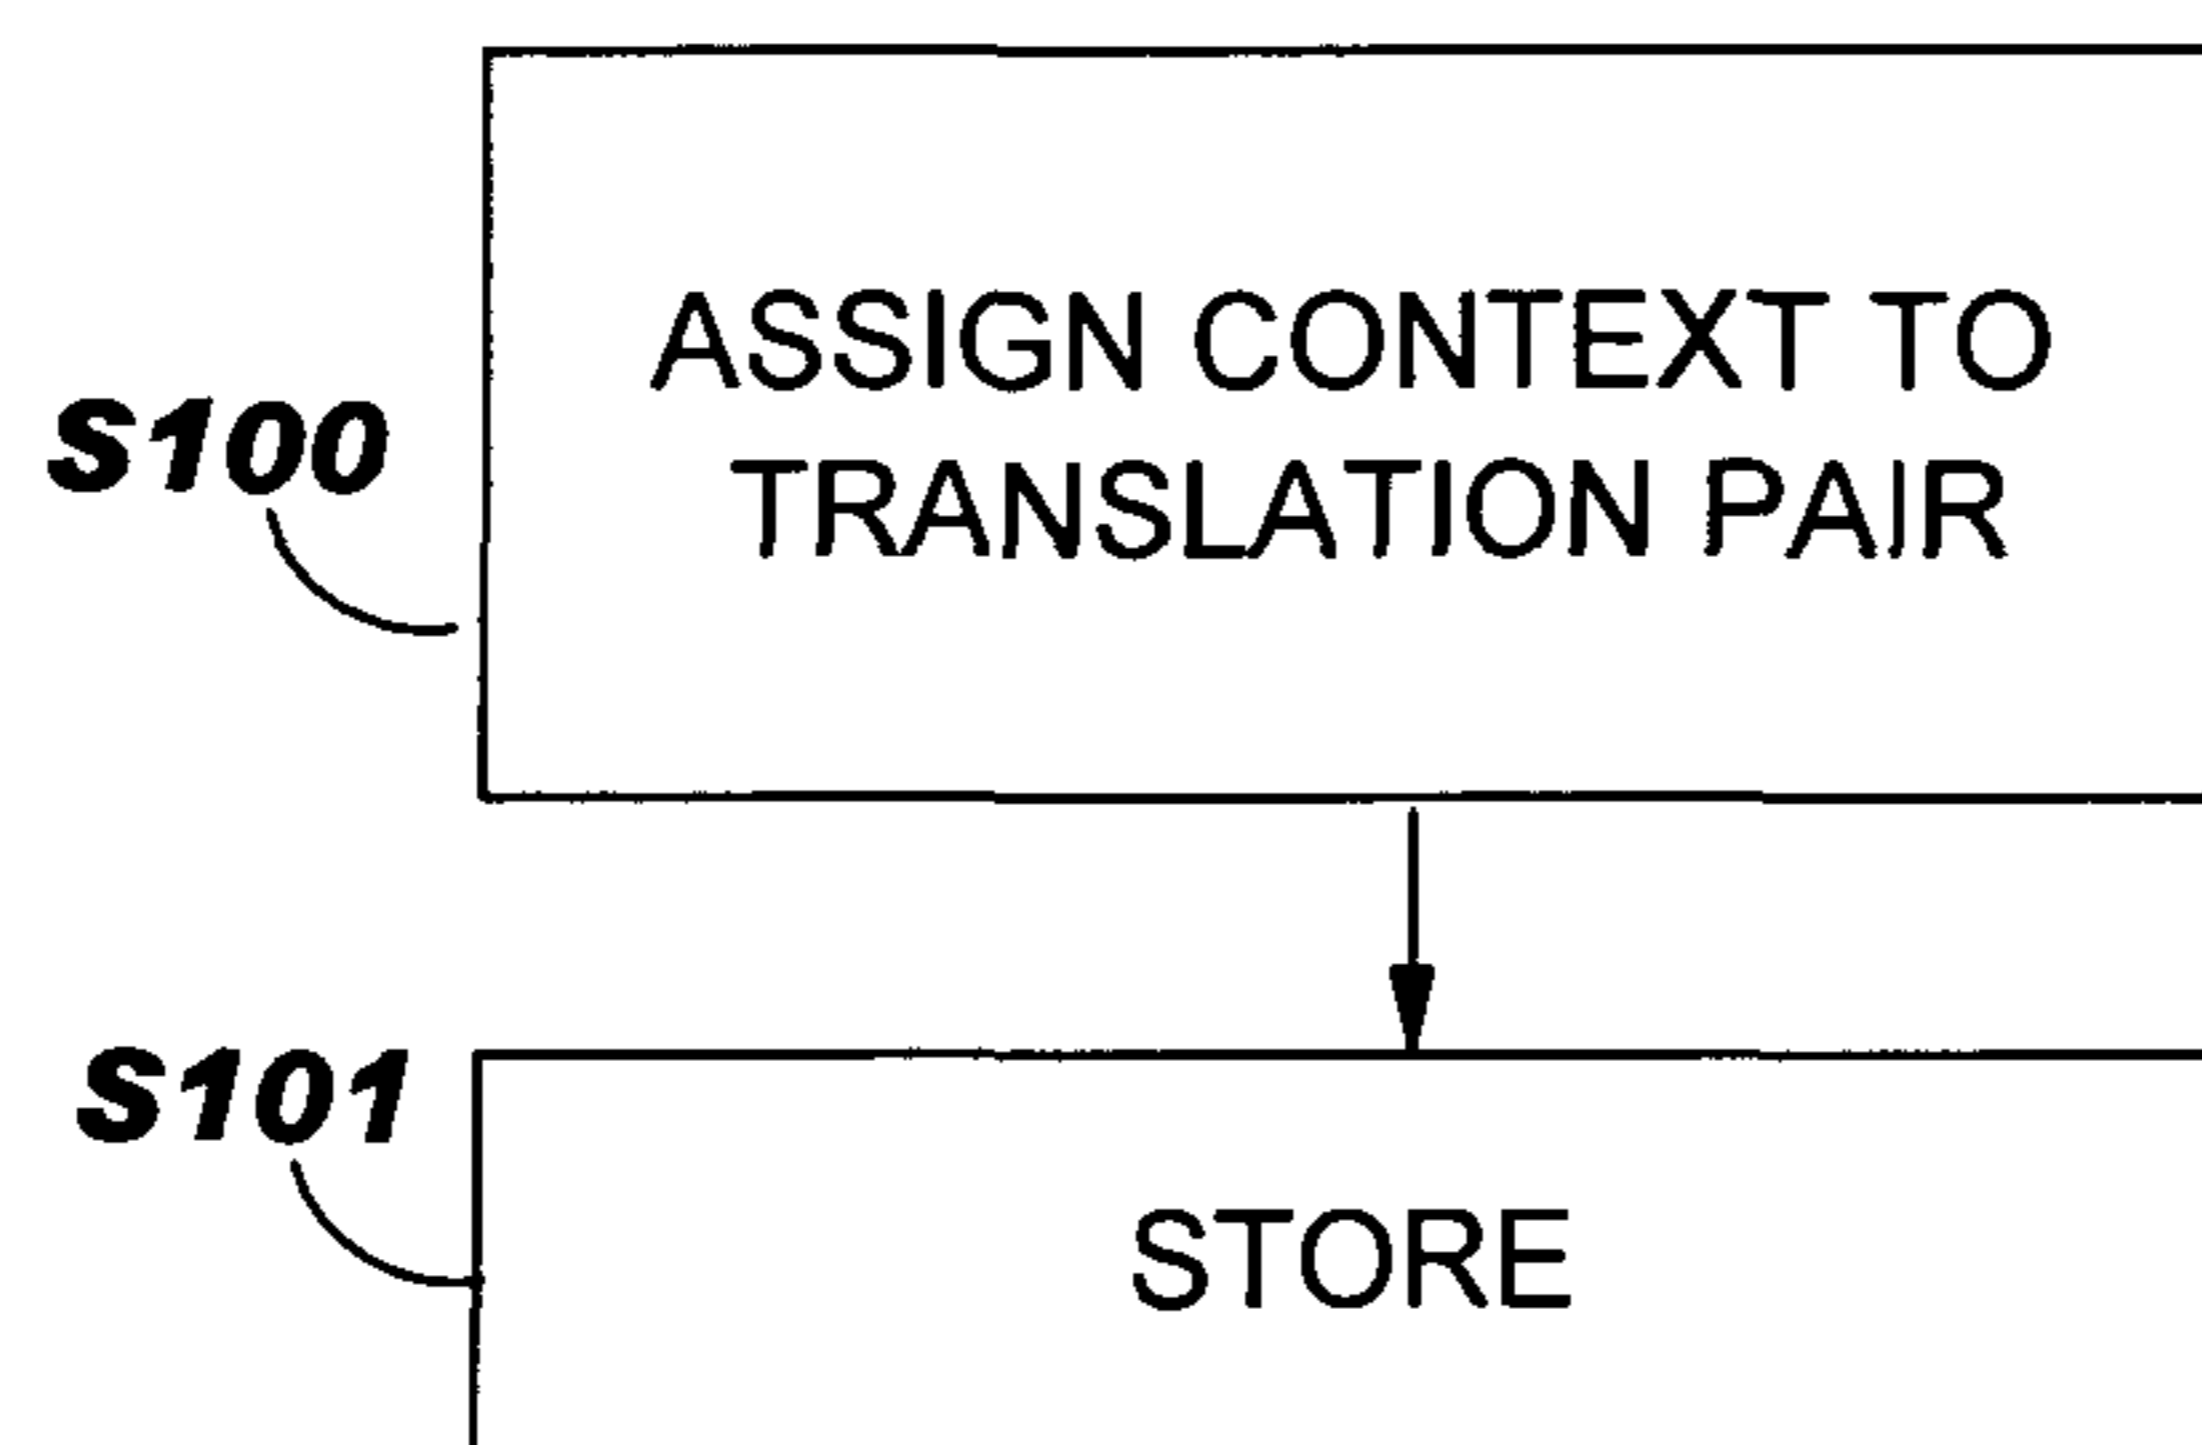 ASSIGN CONTEXT TO
TRANSLATION PAIR
S100
S101
STORE